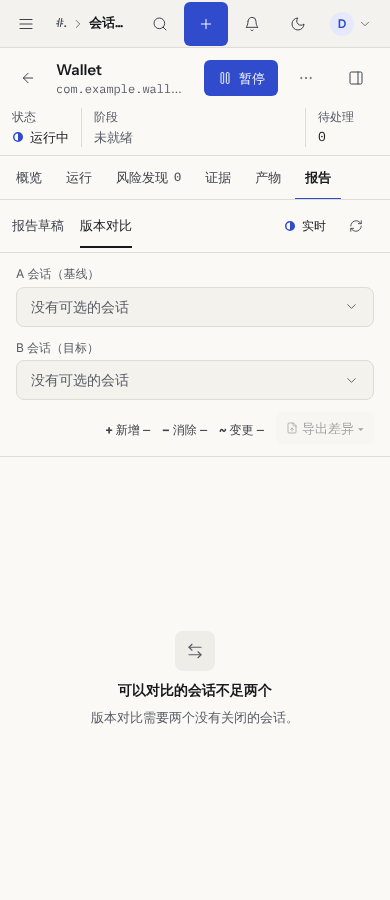 #. 会话… D
Wallet
com.example.wall…
暂停
状态 阶段 待处理
运行中 未就绪 0
概览 运行 风险发现 0 证据 产物 报告
报告草稿 版本对比 实时
A 会话（基线）
没有可选的会话
B 会话（目标）
没有可选的会话
+ 新增 — − 消除 — ~ 变更 — 导出差异
可以对比的会话不足两个
版本对比需要两个没有关闭的会话。